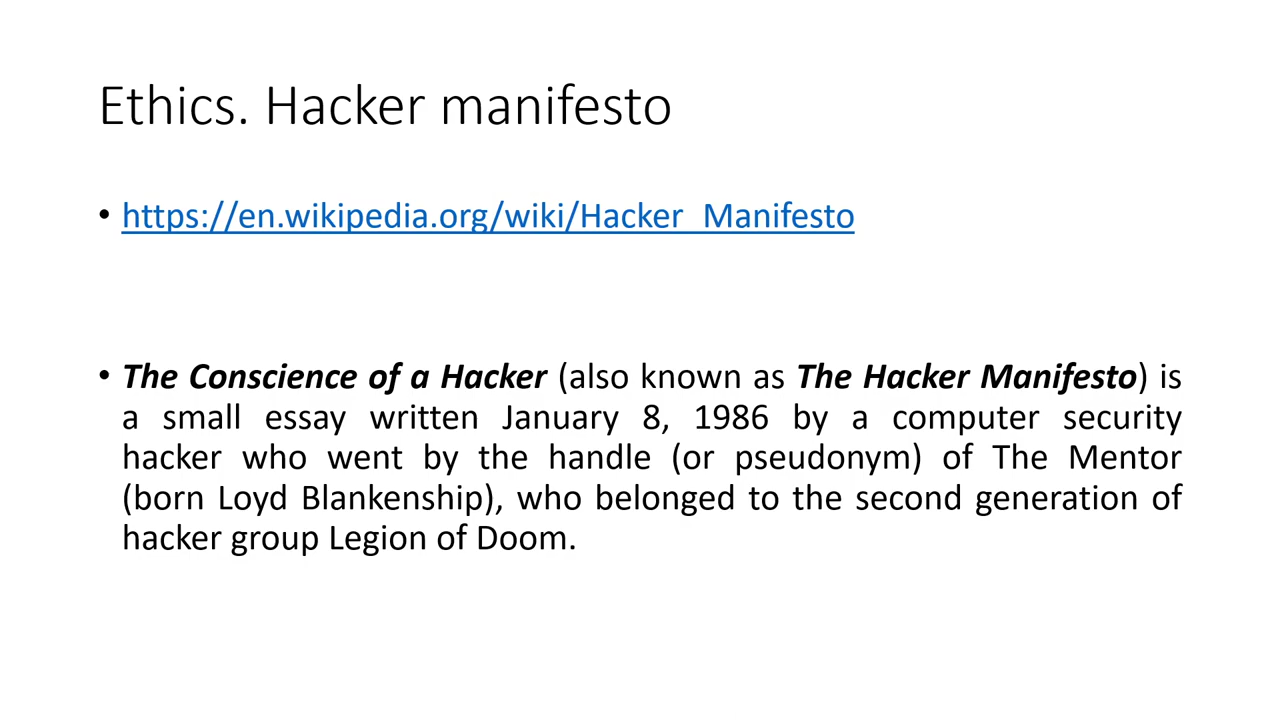 Ethics. Hacker manifesto
• https://en.wikipedia.org/wiki/Hacker_Manifesto
• The Conscience of a Hacker (also known as The Hacker Manifesto) is
a small essay written January 8, 1986 by a computer security
hacker who went by the handle (or pseudonym) of The Mentor
(born Loyd Blankenship), who belonged to the second generation of
hacker group Legion of Doom.